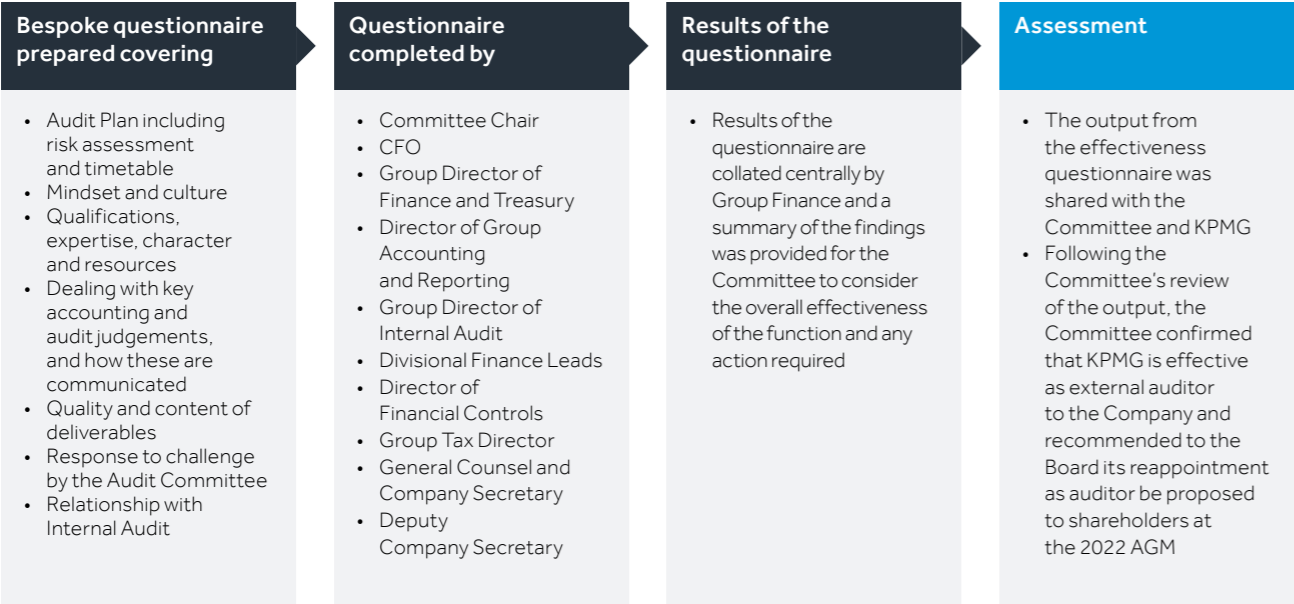 Bespoke questionnaire
prepared covering
• Audit Plan including
risk assessment
and timetable
• Mindset and culture
• Qualifications,
expertise, character
and resources
• Dealing with key
accounting and
audit judgements,
and how these are
communicated
• Quality and content of
deliverables
• Response to challenge
by the Audit Committee
• Relationship with
Internal Audit
Questionnaire
completed by
• Committee Chair
• CFO
• Group Director of
Finance and Treasury
• Director of Group
Accounting
and Reporting
• Group Director of
Internal Audit
• Divisional Finance Leads
• Director of
Financial Controls
• Group Tax Director
• General Counsel and
Company Secretary
• Deputy
Company Secretary
Results of the
questionnaire
• Results of the
questionnaire are
collated centrally by
Group Finance and a
summary of the findings
was provided for the
Committee to consider
the overall effectiveness
of the function and any
action required
Assessment
• The output from
the effectiveness
questionnaire was
shared with the
Committee and KPMG
• Following the
Committee's review
of the output, the
Committee confirmed
that KPMG is effective
as external auditor
to the Company and
recommended to the
Board its reappointment
as auditor be proposed
to shareholders at
the 2022 AGM